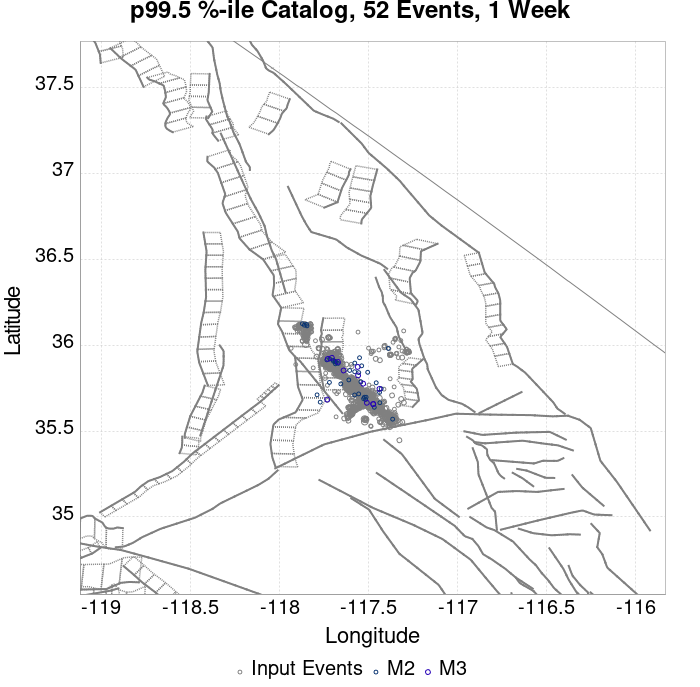 p99.5 %-ile Catalog, 52 Events, 1 Week
37.5
37
36.5
36
35.5
35
Latitude
-119 -118.5 -118 -117.5 -117 -116.5 -116
Longitude
Input Events M2 M3